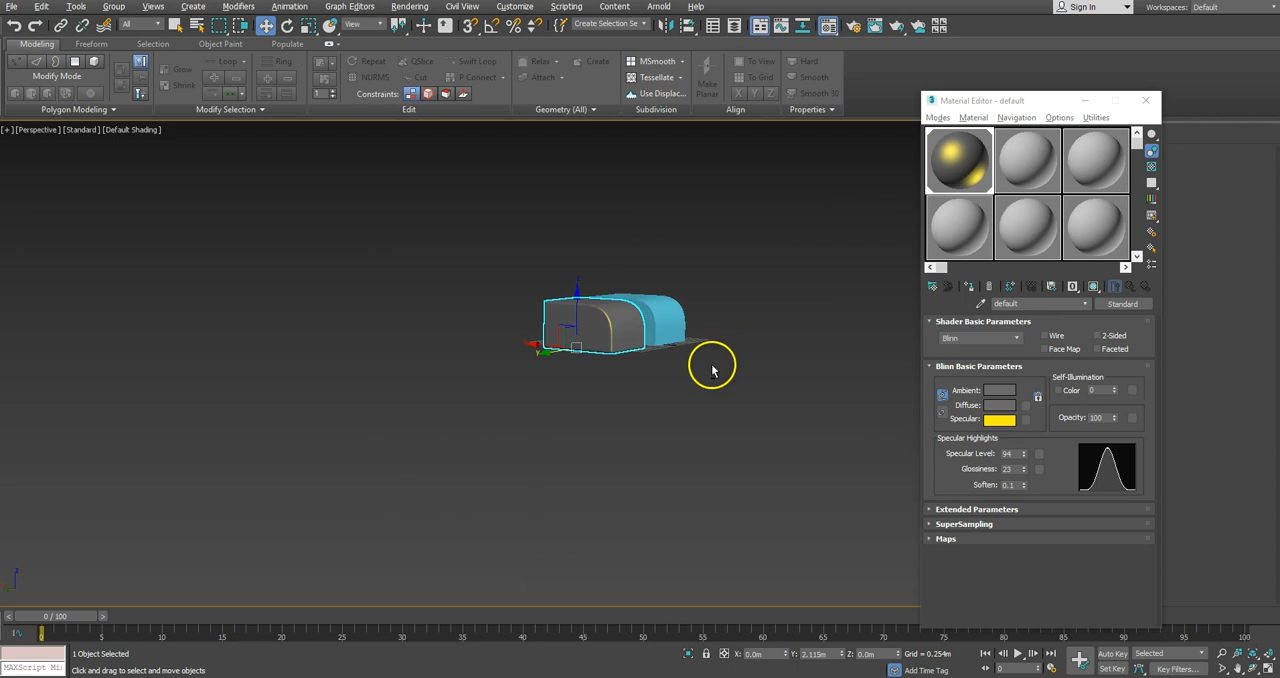 File Edit Tools Group Views Create Modifiers Animation Graph Editors Rendering Civil View Customize Scripting Content Arnold Help Sign In Workspaces: Default
All View Create Selection Se
Modeling Freeform Selection Object Paint Populate
Modify Mode Grow Shrink Loop Ring Repeat QSlice Swift Loop Relax Create MSmooth To View Hard
NURMS Cut P Connect Attach Tessellate Make Planar To Grid Smooth
1 Constraints: Use Displac... X Y Z Smooth 30
Polygon Modeling Modify Selection Edit Geometry (All) Subdivision Align Properties
[+] [Perspective] [Standard] [Default Shading]
Material Editor - default
Modes Material Navigation Options Utilities
default Standard
Shader Basic Parameters
Blinn Wire 2-Sided
Face Map Faceted
Blinn Basic Parameters
Self-Illumination
Ambient: Color 0
Diffuse:
Specular: Opacity: 100
Specular Highlights
Specular Level: 94
Glossiness: 23
Soften: 0.1
Extended Parameters
SuperSampling
Maps
0 / 100
0 5 10 15 20 25 30 35 40 45 50 55 60 65 70 75 80 85 90 95 100
1 Object Selected X: 0.0m Y: 2.115m Z: 0.0m Grid = 0.254m Auto Key Selected
MAXScript Mi Click and drag to select and move objects Add Time Tag 0 Set Key Key Filters...